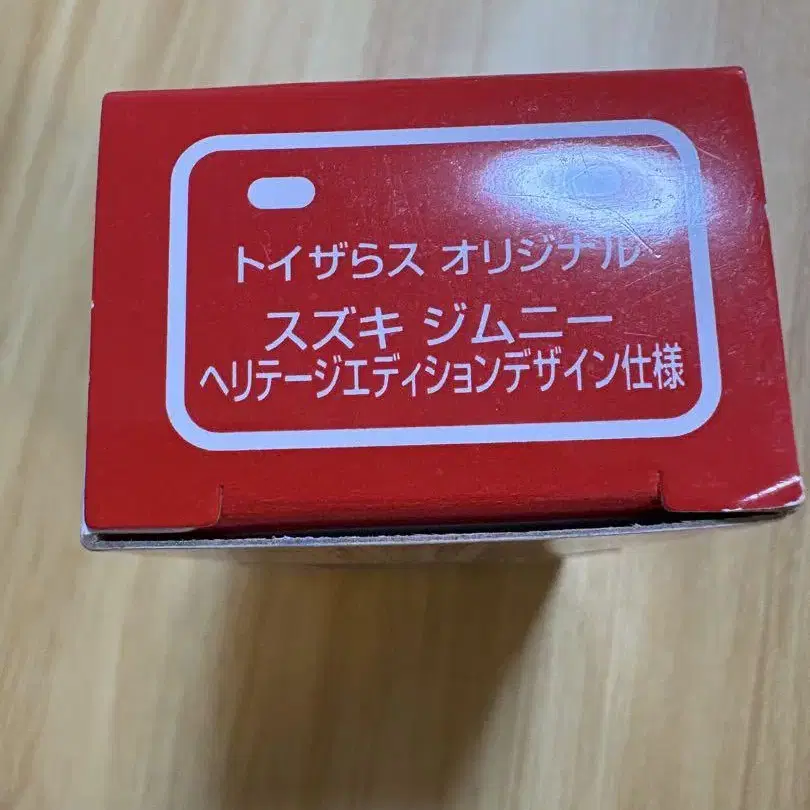 トイザらス オリジナル
スズキ ジムニー
ヘリテージエディションデザイン仕様